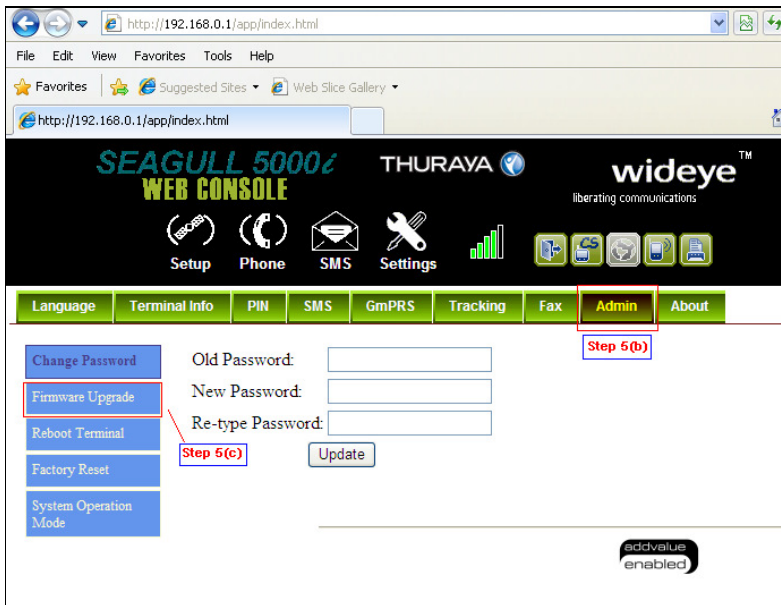 http://192.168.0.1/app/index.html
File Edit View Favorites Tools Help
Favorites Suggested Sites Web Slice Gallery
http://192.168.0.1/app/index.html
SEAGULL 5000i
WEB CONSOLE
THURAYA
wideye™
liberating communications
CS
Setup Phone SMS Settings
Language Terminal Info PIN SMS GmPRS Tracking Fax Admin About
Step 5(b)
Change Password
Firmware Upgrade
Reboot Terminal
Factory Reset
System Operation
Mode
Old Password:
New Password:
Re-type Password:
Step 5(c)
Update
addvalue
enabled